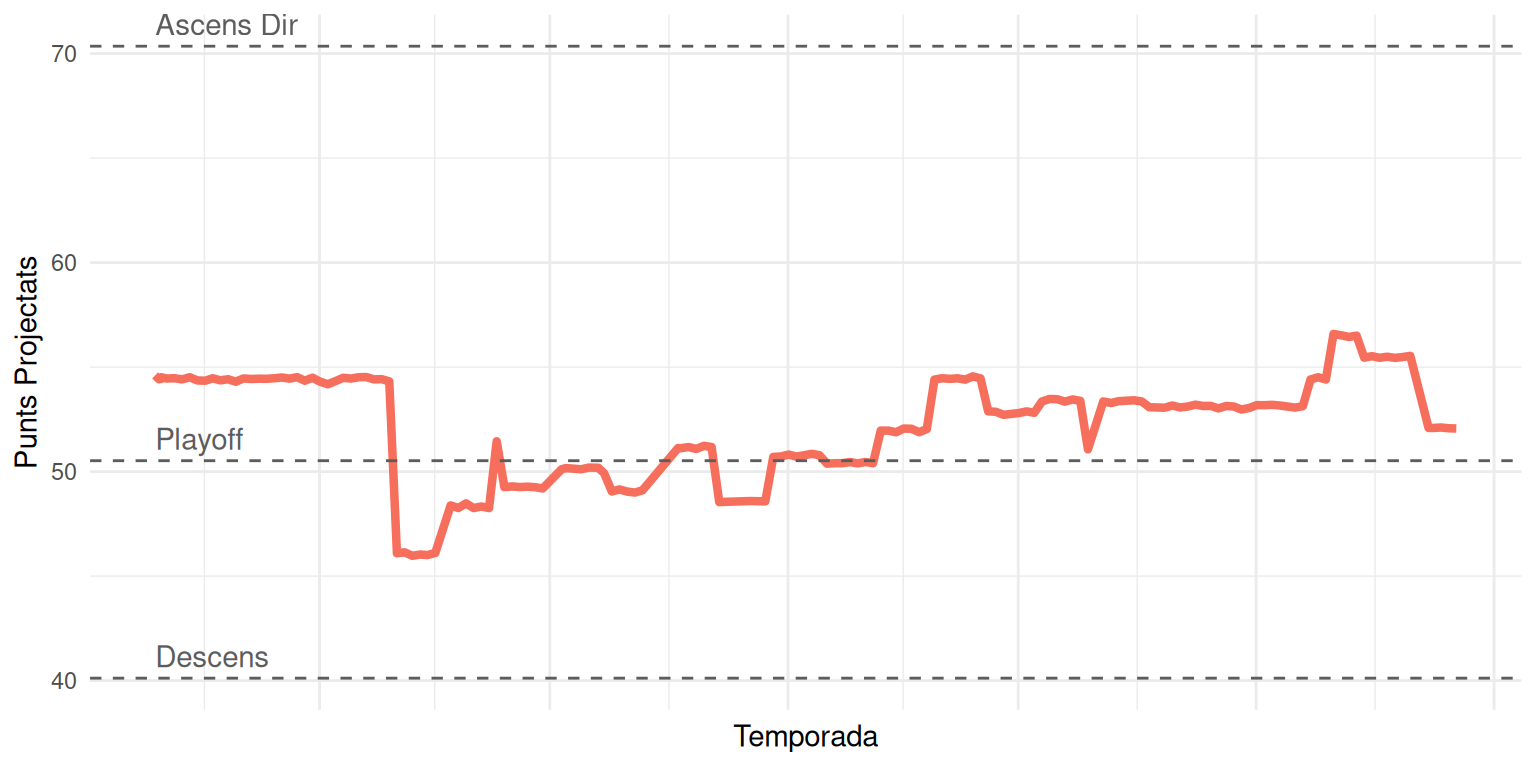 Ascens Dir
70
60
Punts Projectats
Playoff
50
Descens
40
Temporada